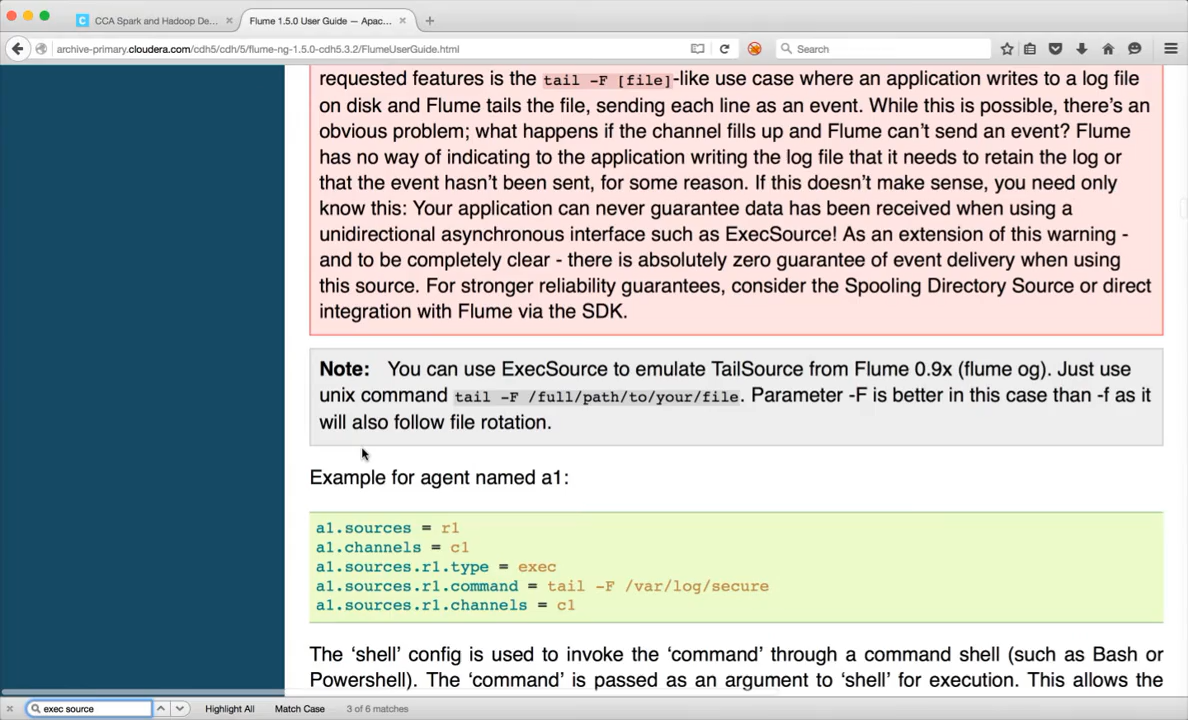 CCA Spark and Hadoop De...
Flume 1.5.0 User Guide — Apac...
archive-primary.cloudera.com/cdh5/cdh/5/flume-ng-1.5.0-cdh5.3.2/FlumeUserGuide.html
Search
requested features is the tail -F [file]-like use case where an application writes to a log file
on disk and Flume tails the file, sending each line as an event. While this is possible, there's an
obvious problem; what happens if the channel fills up and Flume can't send an event? Flume
has no way of indicating to the application writing the log file that it needs to retain the log or
that the event hasn't been sent, for some reason. If this doesn't make sense, you need only
know this: Your application can never guarantee data has been received when using a
unidirectional asynchronous interface such as ExecSource! As an extension of this warning -
and to be completely clear - there is absolutely zero guarantee of event delivery when using
this source. For stronger reliability guarantees, consider the Spooling Directory Source or direct
integration with Flume via the SDK.
Note: You can use ExecSource to emulate TailSource from Flume 0.9x (flume og). Just use
unix command tail -F /full/path/to/your/file. Parameter -F is better in this case than -f as it
will also follow file rotation.
Example for agent named a1:
a1.sources = r1
a1.channels = c1
a1.sources.r1.type = exec
a1.sources.r1.command = tail -F /var/log/secure
a1.sources.r1.channels = c1
The 'shell' config is used to invoke the 'command' through a command shell (such as Bash or
Powershell). The 'command' is passed as an argument to 'shell' for execution. This allows the
exec source
Highlight All
Match Case
3 of 6 matches